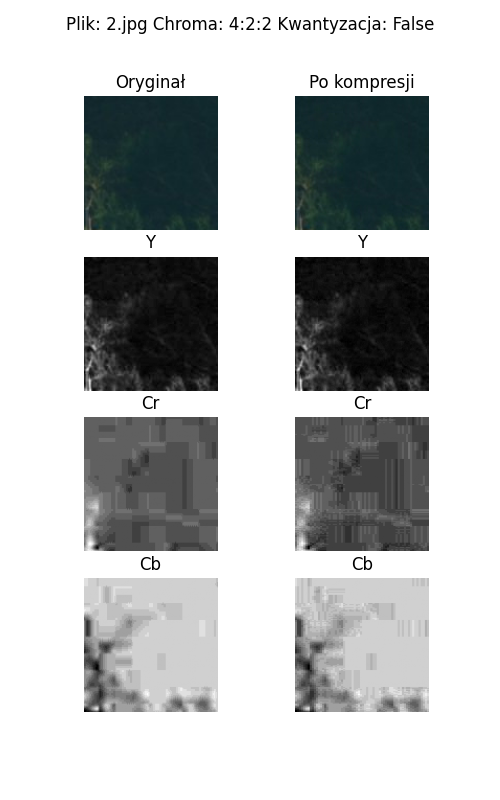 Plik: 2.jpg Chroma: 4:2:2 Kwantyzacja: False
Oryginał Po kompresji
Y Y
Cr Cr
Cb Cb